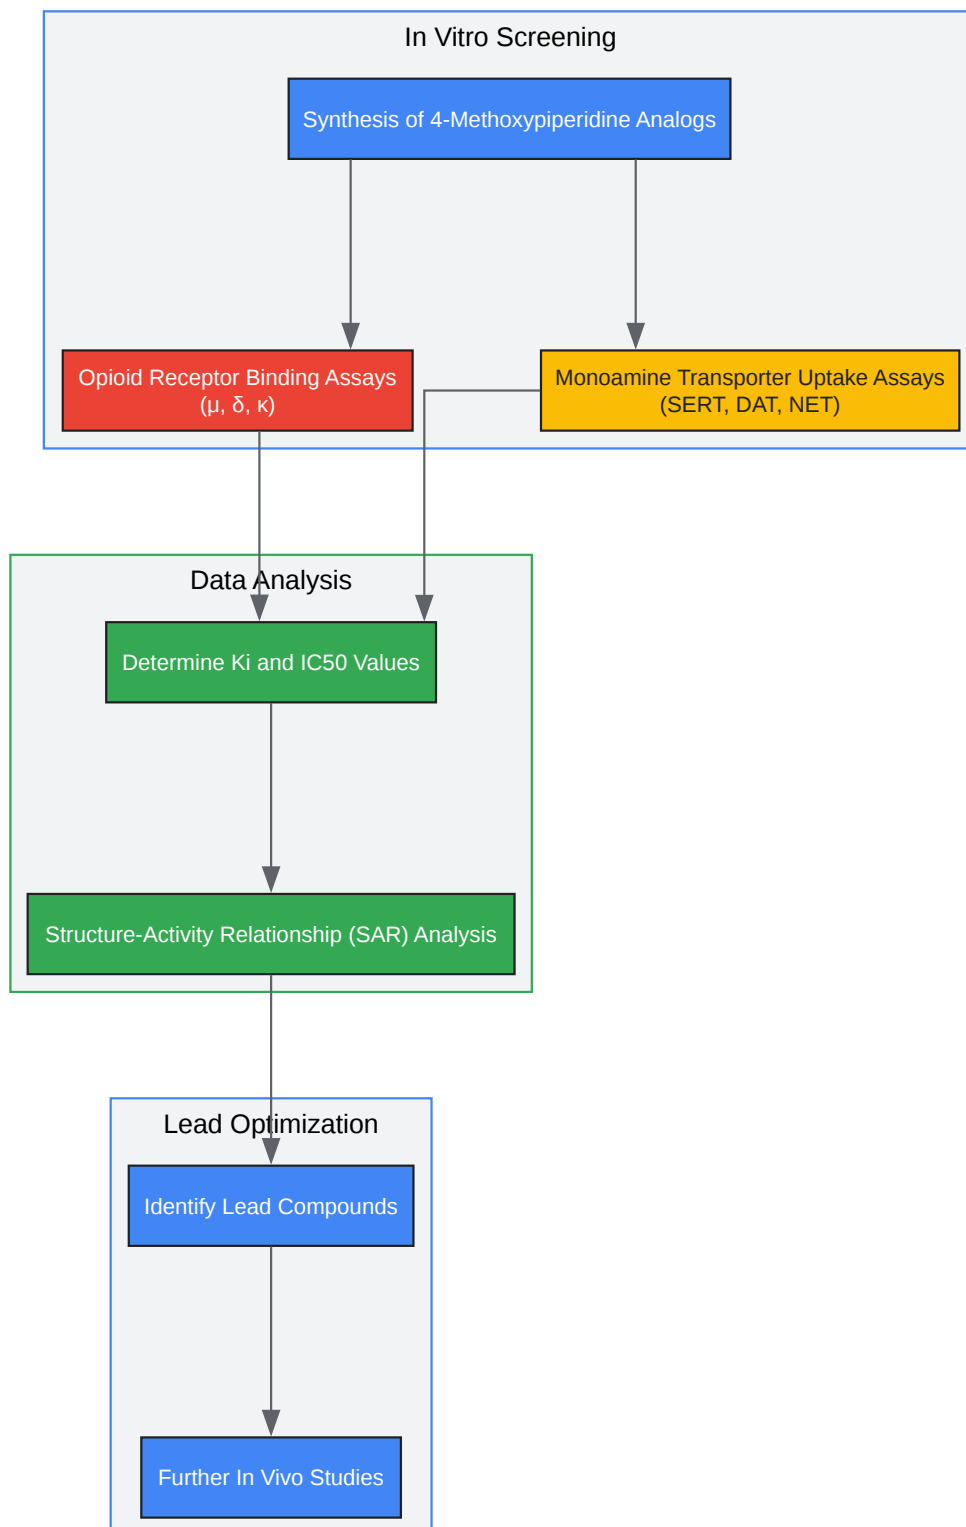 In Vitro Screening
Synthesis of 4-Methoxypiperidine Analogs
Opioid Receptor Binding Assays
(μ, δ, κ)
Monoamine Transporter Uptake Assays
(SERT, DAT, NET)
Data Analysis
Determine Ki and IC50 Values
Structure-Activity Relationship (SAR) Analysis
Lead Optimization
Identify Lead Compounds
Further In Vivo Studies